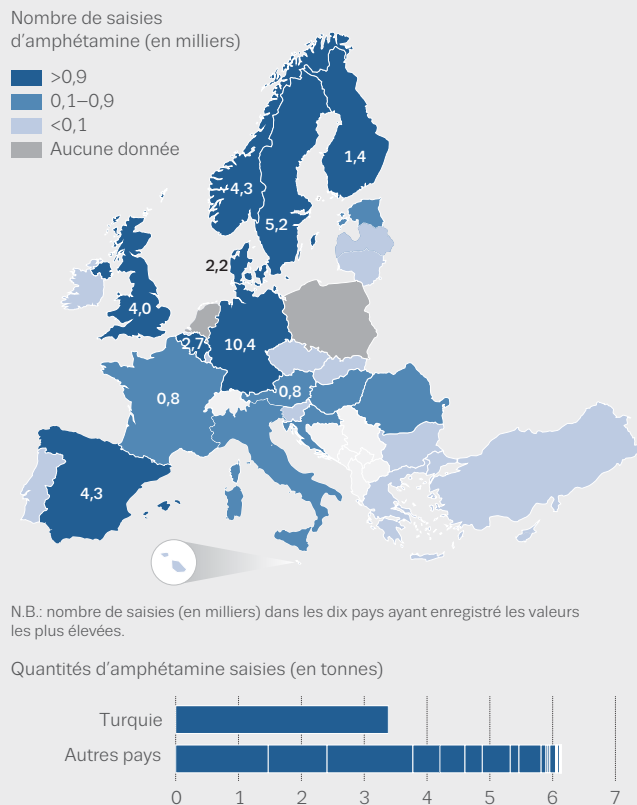 Nombre de saisies
d’amphétamine (en milliers)
>0,9
0,1–0,9
<0,1
Aucune donnée
1,4
4,3
5,2
2,2
4,0
2,7
10,4
0,8
0,8
4,3
N.B.: nombre de saisies (en milliers) dans les dix pays ayant enregistré les valeurs
les plus élevées.
Quantités d’amphétamine saisies (en tonnes)
Turquie
Autres pays
0 1 2 3 4 5 6 7